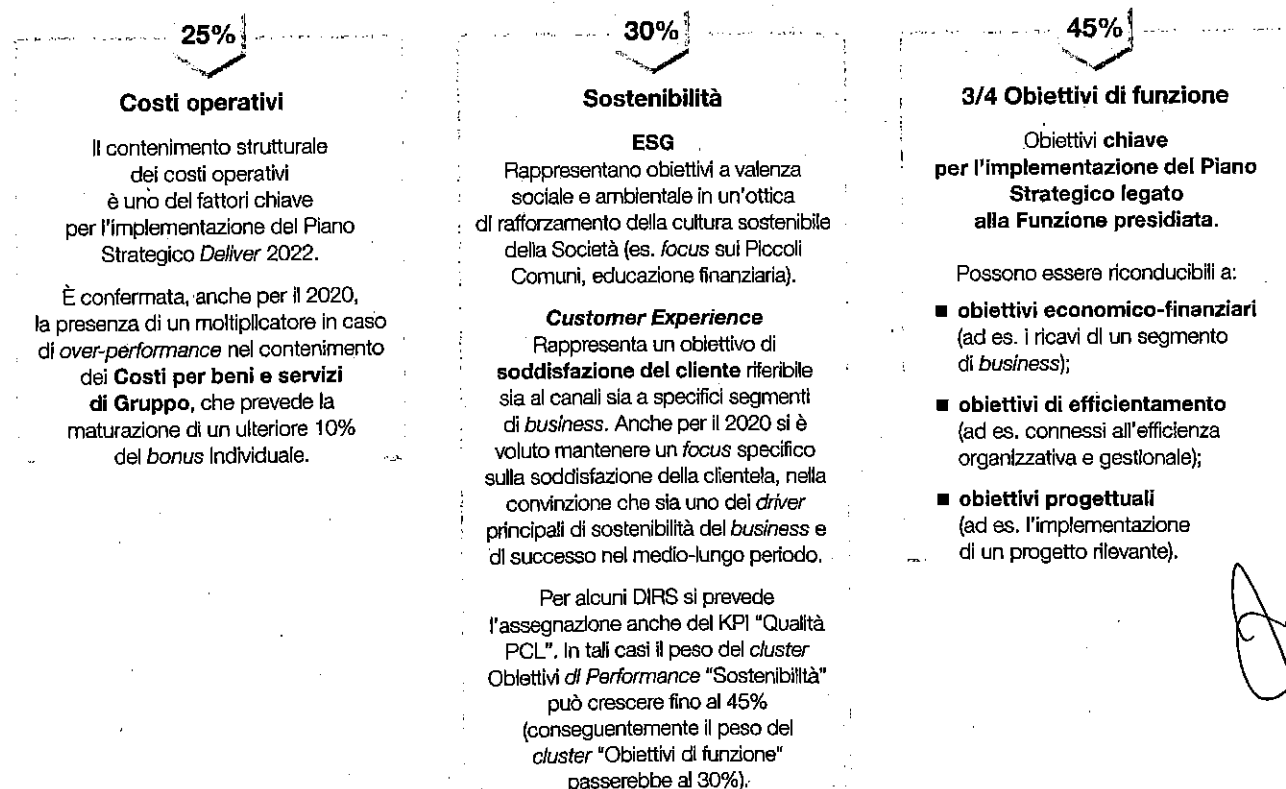 25%
Costi operativi
Il contenimento strutturale
dei costi operativi
è uno del fattori chiave
per l'implementazione del Piano
Strategico Deliver 2022.
È confermata, anche per il 2020,
la presenza di un moltiplicatore in caso
di over-performance nel contenimento
dei Costi per beni e servizi
di Gruppo, che prevede la
maturazione di un ulteriore 10%
del bonus Individuale.
30%
Sostenibilità
ESG
Rappresentano obiettivi a valenza
sociale e ambientale in un'ottica
di rafforzamento della cultura sostenibile
della Società (es. focus sui Piccoli
Comuni, educazione finanziaria).
Customer Experience
Rappresenta un obiettivo di
soddisfazione del cliente riferibile
sia al canali sia a specifici segmenti
di business. Anche per il 2020 si è
voluto mantenere un focus specifico
sulla soddisfazione della clientela, nella
convinzione che sia uno dei driver
principali di sostenibilità del business e
di successo nel medio-lungo periodo.
Per alcuni DIRS si prevede
l'assegnazione anche del KPI "Qualità
PCL". In tali casi il peso del cluster
Obiettivi di Performance "Sostenibilità"
può crescere fino al 45%
(conseguentemente il peso del
cluster "Obiettivi di funzione"
passerebbe al 30%).
45%
3/4 Obiettivi di funzione
Obiettivi chiave
per l'implementazione del Piano
Strategico legato
alla Funzione presidiata.
Possono essere riconducibili a:
■ obiettivi economico-finanziari
(ad es. i ricavi di un segmento
di business);
■ obiettivi di efficientamento
(ad es. connessi all'efficienza
organizzativa e gestionale);
■ obiettivi progettuali
(ad es. l'implementazione
di un progetto rilevante).